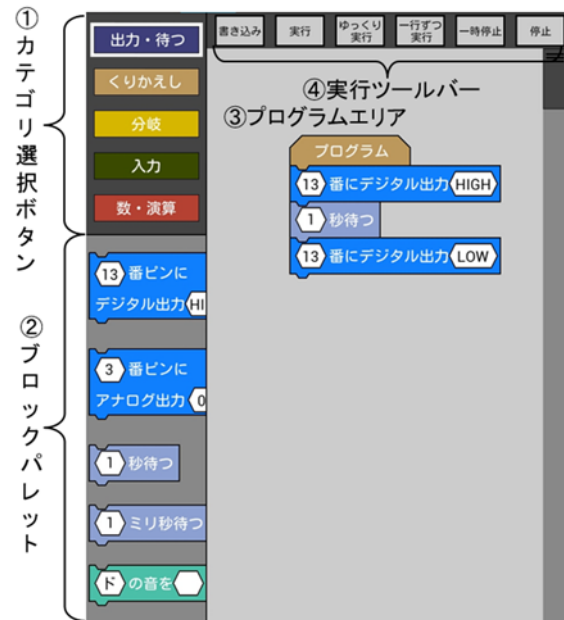 ①カテゴリ選択ボタン
出力・待つ
くりかえし
分岐
入力
数・演算
②ブロックパレット
13 番ピンに
デジタル出力 HI
3 番ピンに
アナログ出力 0
1 秒待つ
1 ミリ秒待つ
ド の音を
書き込み
実行
ゆっくり
実行
一行ずつ
実行
一時停止
停止
④実行ツールバー
③プログラムエリア
プログラム
13 番にデジタル出力 HIGH
1 秒待つ
13 番にデジタル出力 LOW